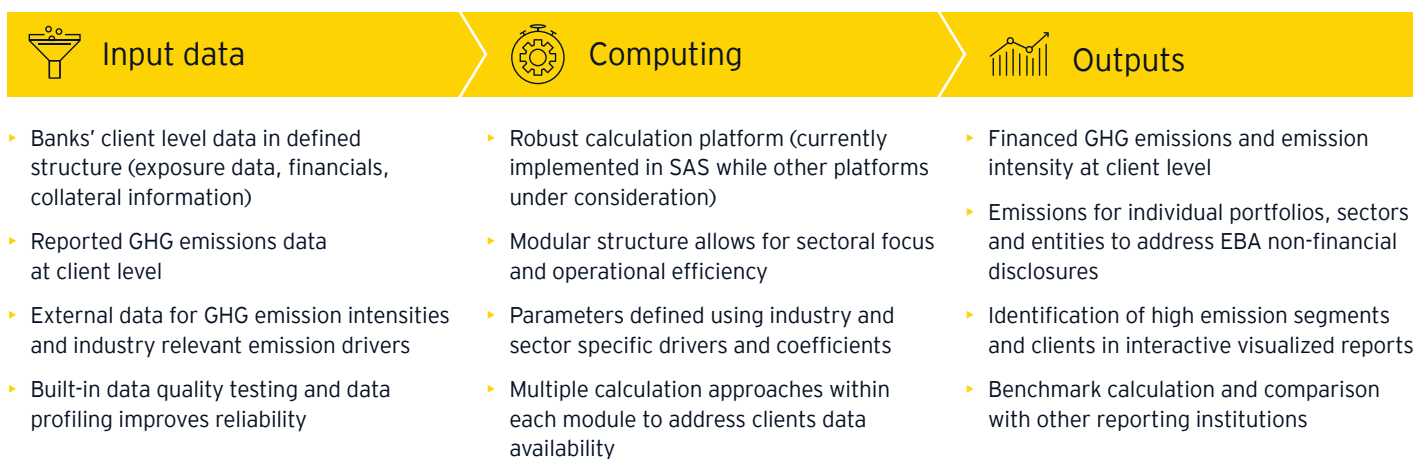 Input data
Banks' client level data in defined
structure (exposure data, financials,
collateral information)
Reported GHG emissions data
at client level
External data for GHG emission intensities
and industry relevant emission drivers
Built-in data quality testing and data
profiling improves reliability
Computing
Robust calculation platform (currently
implemented in SAS while other platforms
under consideration)
Modular structure allows for sectoral focus
and operational efficiency
Parameters defined using industry and
sector specific drivers and coefficients
Multiple calculation approaches within
each module to address clients data
availability
Outputs
Financed GHG emissions and emission
intensity at client level
Emissions for individual portfolios, sectors
and entities to address EBA non-financial
disclosures
Identification of high emission segments
and clients in interactive visualized reports
Benchmark calculation and comparison
with other reporting institutions